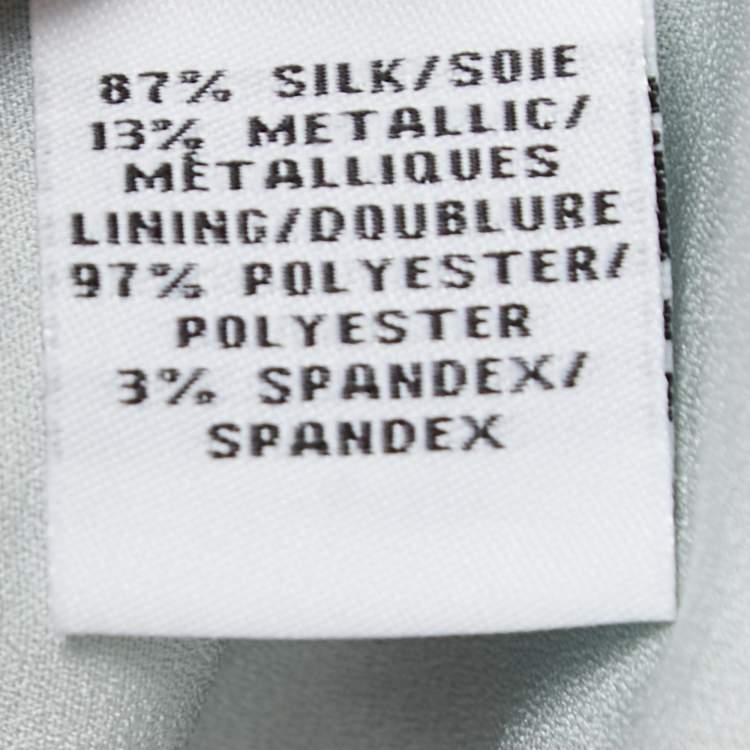 87% SILK/SOIE
13% METALLIC/
MÉTALLIQUES
LINING/DOUBLURE
97% POLYESTER/
POLYESTER
3% SPANDEX/
SPANDEX